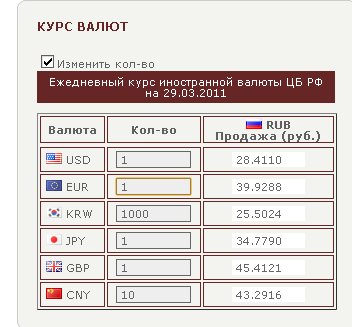 КУРС ВАЛЮТ
Изменить кол-во
Ежедневный курс иностранной валюты ЦБ РФ
на 29.03.2011
Валюта Кол-во RUB
Продажа (руб.)
USD 1 28.4110
EUR 1 39.9288
KRW 1000 25.5024
JPY 1 34.7790
GBP 1 45.4121
CNY 10 43.2916